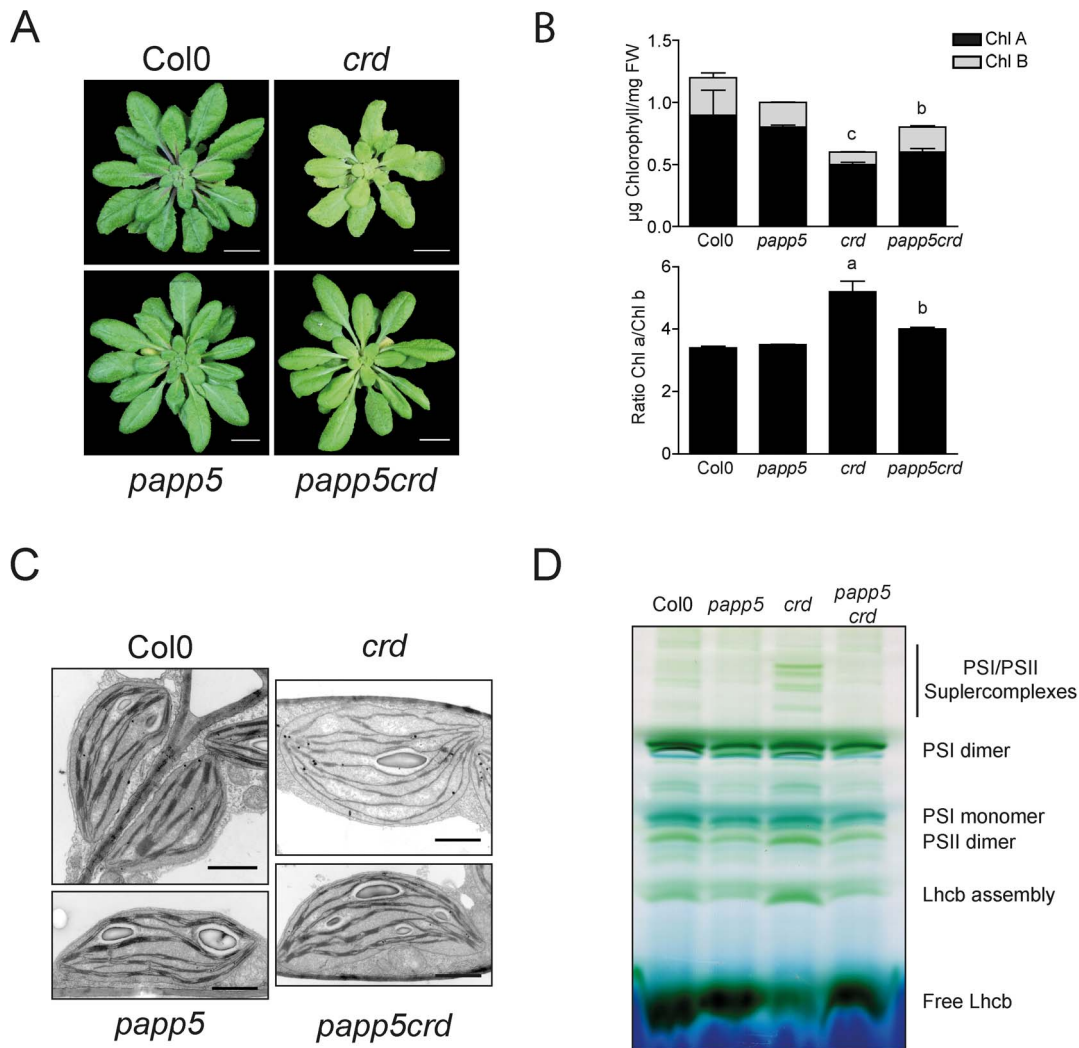 A
Col0
crd
papp5
papp5crd
B
Chl A
Chl B
µg Chlorophyll/mg FW
1.5
1.0
0.5
0.0
c
b
Col0
papp5
crd
papp5crd
Ratio Chl a/Chl b
6
4
2
0
a
b
Col0
papp5
crd
papp5crd
C
Col0
crd
papp5
papp5crd
D
Col0
papp5
crd
papp5
crd
PSI/PSII
Suplercomplexes
PSI dimer
PSI monomer
PSII dimer
Lhcb assembly
Free Lhcb